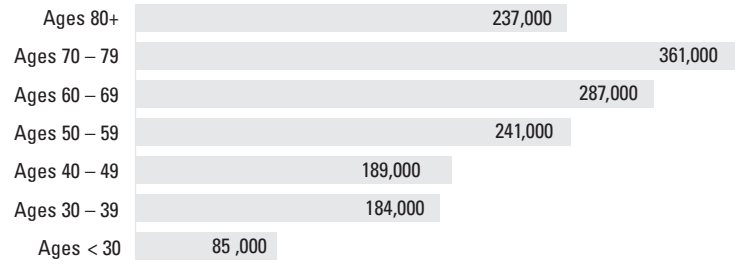 Ages 80+ 237,000
Ages 70 – 79 361,000
Ages 60 – 69 287,000
Ages 50 – 59 241,000
Ages 40 – 49 189,000
Ages 30 – 39 184,000
Ages < 30 85 ,000